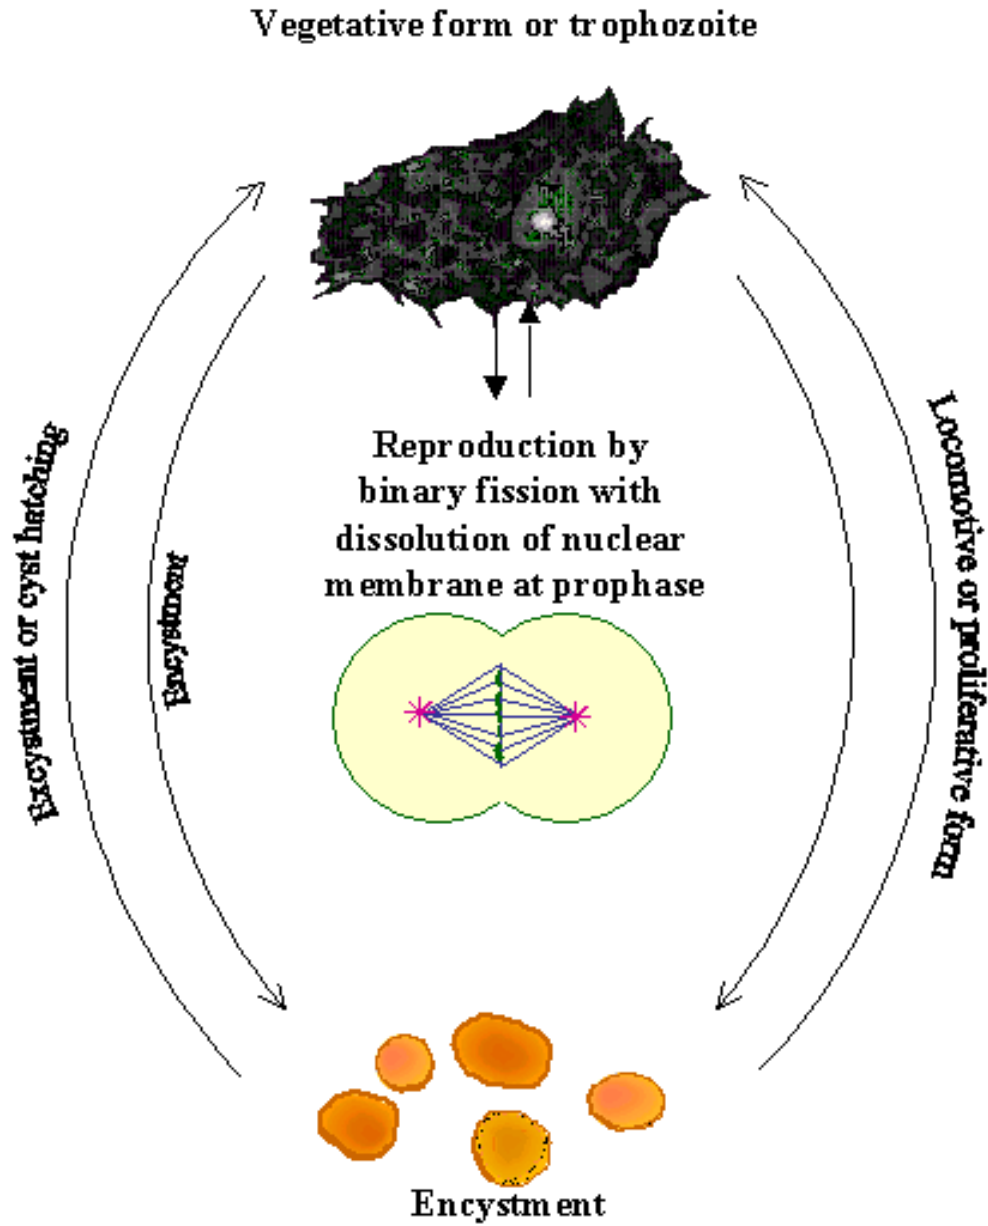 Vegetative form or trophozoite
Reproduction by
binary fission with
dissolution of nuclear
membrane at prophase
Excystment or cyst hatching
Encystment
Locomotive or proliferative form
Encystment